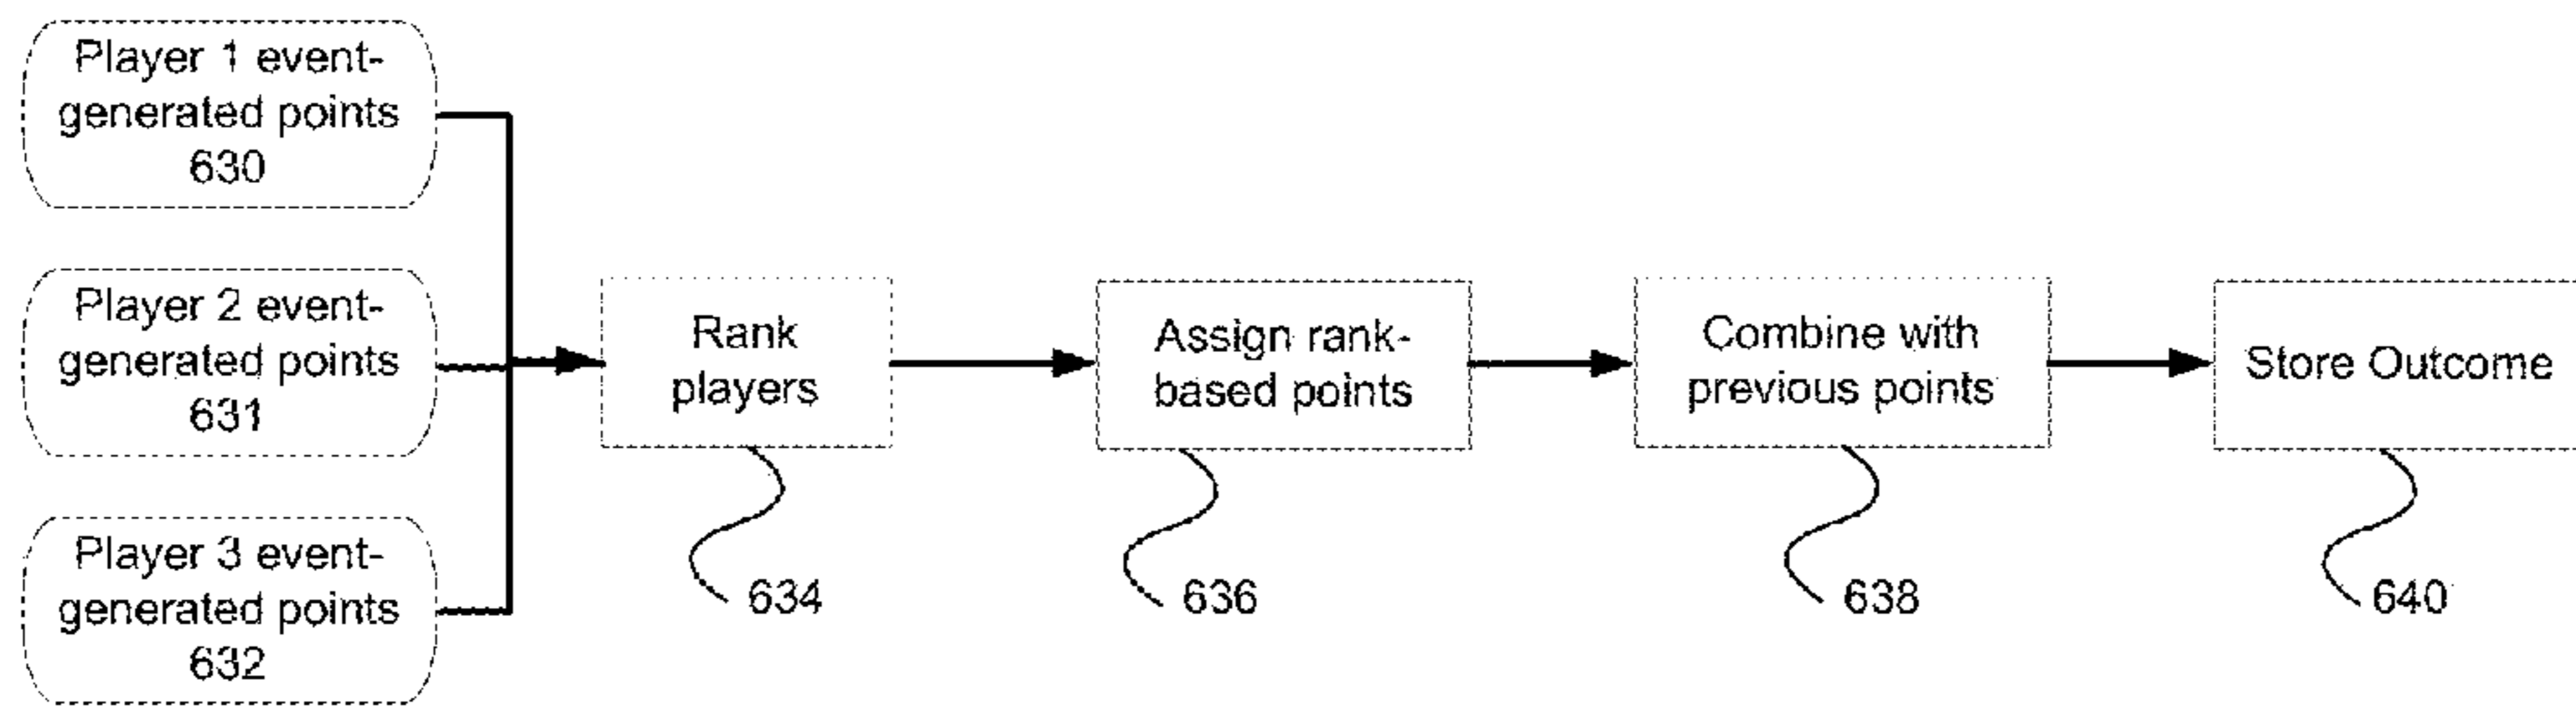 Player 1 event-
generated points
630
Player 2 event-
generated points
631
Player 3 event-
generated points
632
Rank
players
634
Assign rank-
based points
636
Combine with
previous points
638
Store Outcome
640